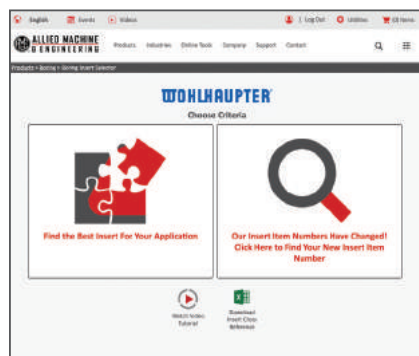 English Events Videos | Log Out Utilities (0) Items
ALLIED MACHINE
& ENGINEERING
Products Industries Online Tools Company Support Contact
Products > Boring > Boring Insert Selector
WOHLHAUPTER
Choose Criteria
Find the Best Insert For Your Application
Our Insert Item Numbers Have Changed!
Click Here to Find Your New Insert Item
Number
Watch Video
Tutorial
Download
Insert Cross
Reference